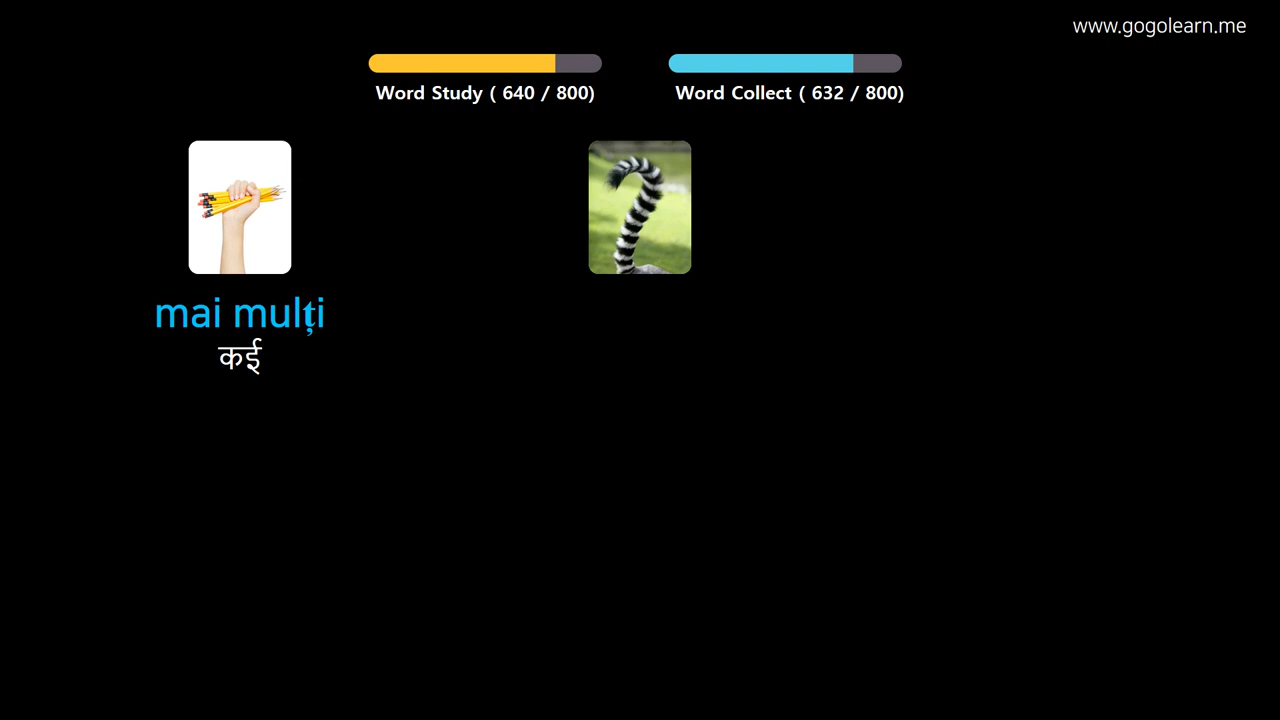 www.gogolearn.me
Word Study ( 640 / 800)
Word Collect ( 632 / 800)
mai mulți
कई